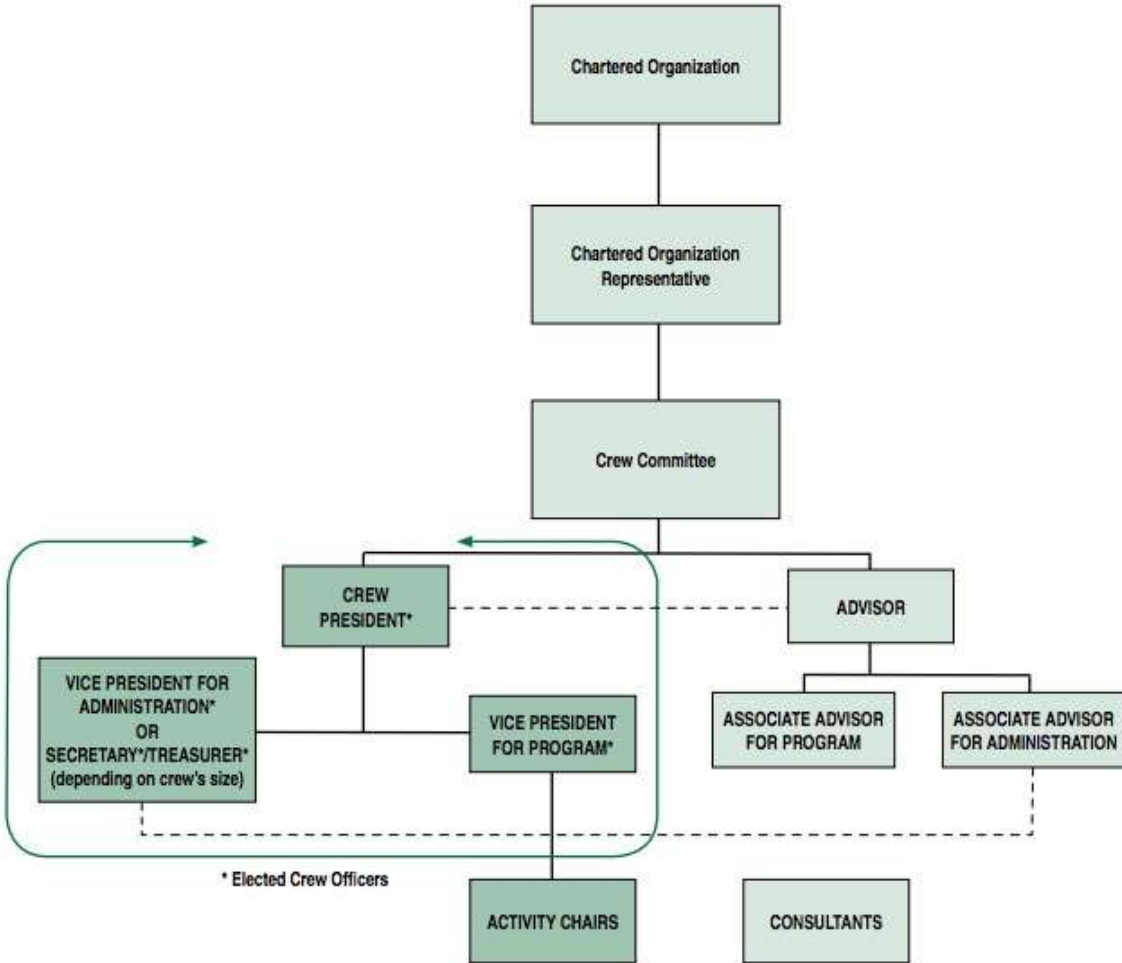 Chartered Organization
Chartered Organization
Representative
Crew Committee
CREW
PRESIDENT*
ADVISOR
VICE PRESIDENT FOR
ADMINISTRATION*
OR
SECRETARY*/TREASURER*
(depending on crew's size)
VICE PRESIDENT
FOR PROGRAM*
ASSOCIATE ADVISOR
FOR PROGRAM
ASSOCIATE ADVISOR
FOR ADMINISTRATION
* Elected Crew Officers
ACTIVITY CHAIRS
CONSULTANTS